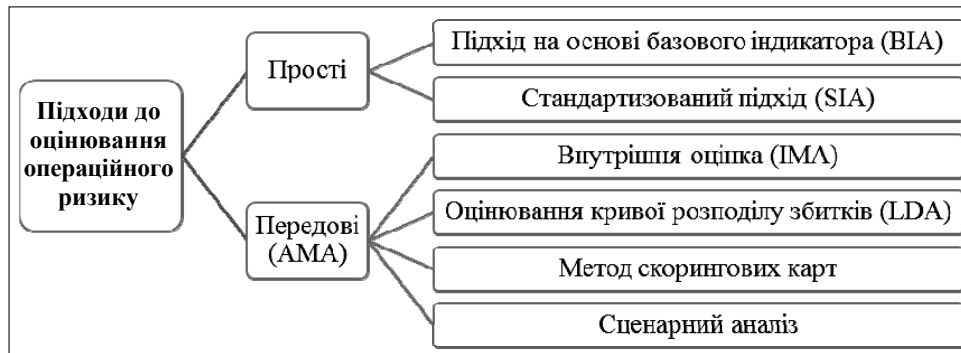 Підходи до
оцінювання
операційного
ризику
Прості
Підхід на основі базового індикатора (BIA)
Стандартизований підхід (SIA)
Передові
(AMA)
Внутрішня оцінка (IMA)
Оцінювання кривої розподілу збитків (LDA)
Метод скорингових карт
Сценарний аналіз